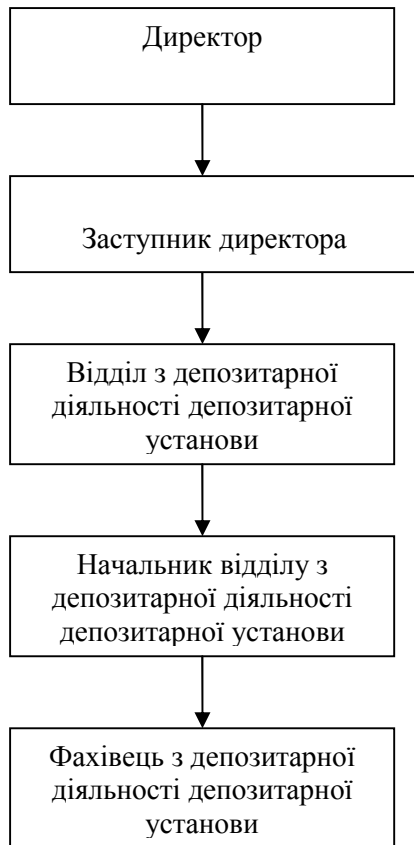 Директор
Заступник директора
Відділ з депозитарної
діяльності депозитарної
установи
Начальник відділу з
депозитарної діяльності
депозитарної установи
Фахівець з депозитарної
діяльності депозитарної
установи